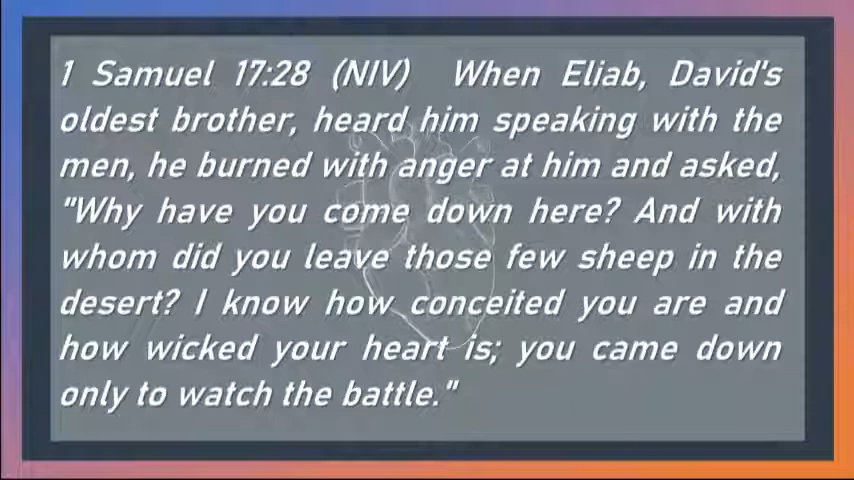 1 Samuel 17:28 (NIV) When Eliab, David's
oldest brother, heard him speaking with the
men, he burned with anger at him and asked,
"Why have you come down here? And with
whom did you leave those few sheep in the
desert? I know how conceited you are and
how wicked your heart is; you came down
only to watch the battle."